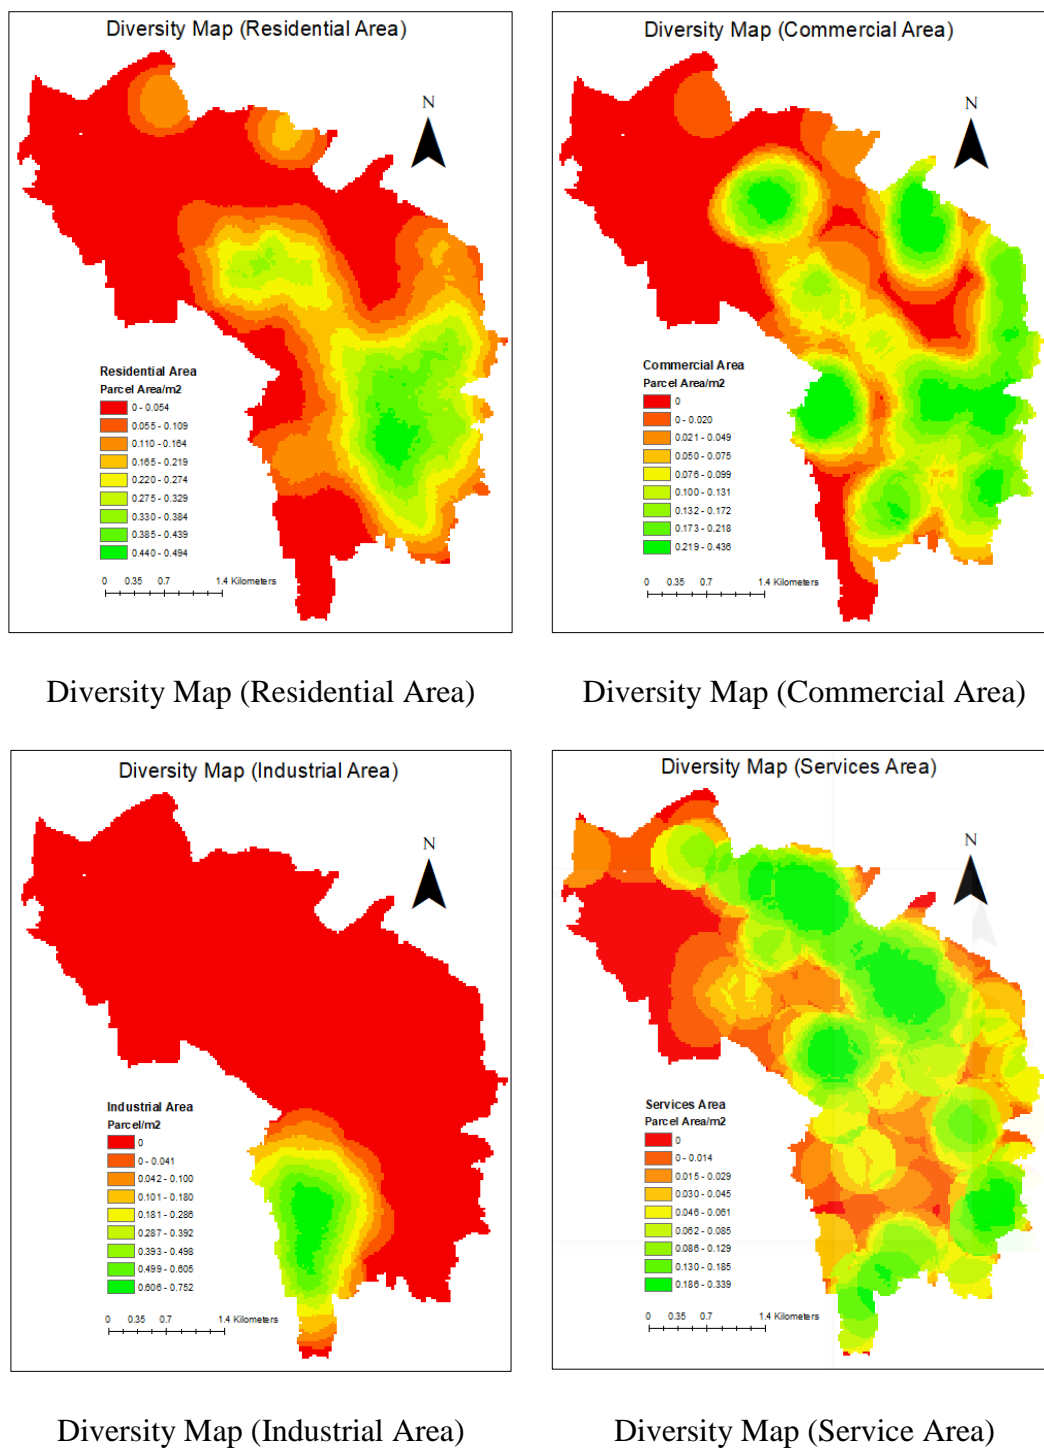 Diversity Map (Residential Area)
N
Residential Area
Parcel Area/m2
0 - 0.054
0.055 - 0.109
0.110 - 0.164
0.165 - 0.219
0.220 - 0.274
0.275 - 0.329
0.330 - 0.384
0.385 - 0.439
0.440 - 0.494
0 0.35 0.7 1.4 Kilometers
Diversity Map (Commercial Area)
N
Commercial Area
Parcel Area/m2
0
0 - 0.020
0.021 - 0.049
0.050 - 0.075
0.076 - 0.099
0.100 - 0.131
0.132 - 0.172
0.173 - 0.218
0.219 - 0.436
0 0.35 0.7 1.4 Kilometers
Diversity Map (Residential Area)
Diversity Map (Commercial Area)
Diversity Map (Industrial Area)
N
Industrial Area
Parcel/m2
0
0 - 0.041
0.042 - 0.100
0.101 - 0.180
0.181 - 0.286
0.287 - 0.392
0.393 - 0.498
0.499 - 0.605
0.606 - 0.752
0 0.35 0.7 1.4 Kilometers
Diversity Map (Services Area)
N
Services Area
Parcel Area/m2
0
0 - 0.014
0.015 - 0.029
0.030 - 0.045
0.046 - 0.061
0.062 - 0.085
0.086 - 0.129
0.130 - 0.185
0.186 - 0.339
0 0.35 0.7 1.4 Kilometers
Diversity Map (Industrial Area)
Diversity Map (Service Area)